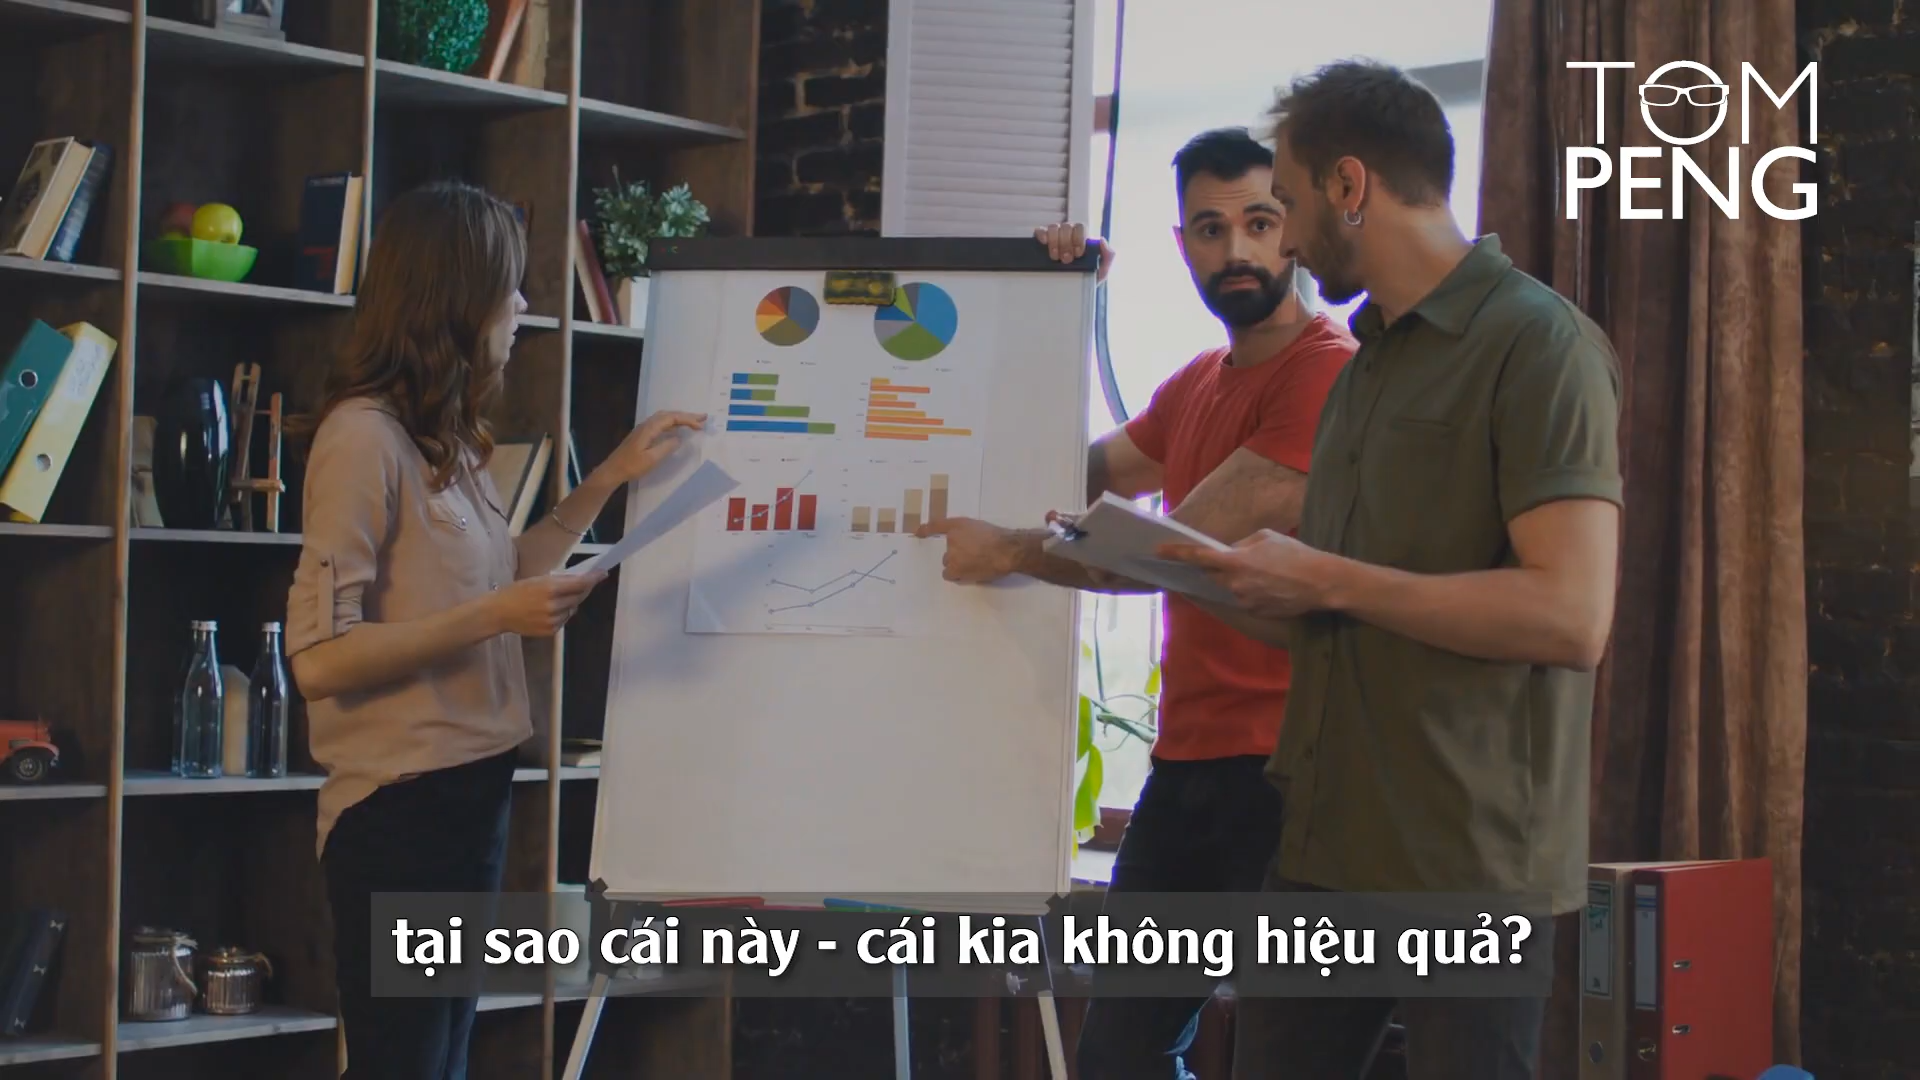 TOM
PENG
tại sao cái này - cái kia không hiệu quả?